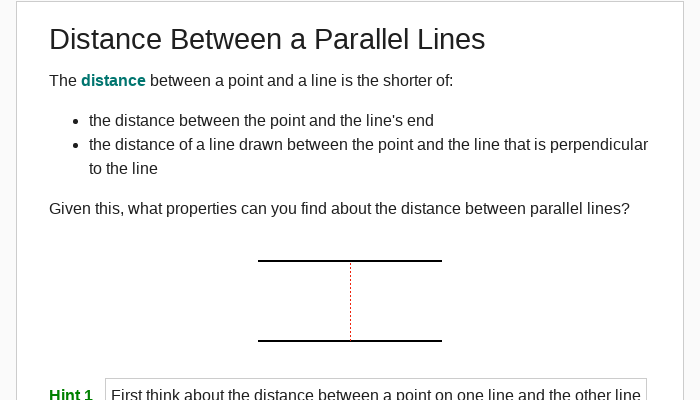 Distance Between a Parallel Lines
The distance between a point and a line is the shorter of:
the distance between the point and the line's end
the distance of a line drawn between the point and the line that is perpendicular
to the line
Given this, what properties can you find about the distance between parallel lines?
Hint 1 First think about the distance between a point on one line and the other line